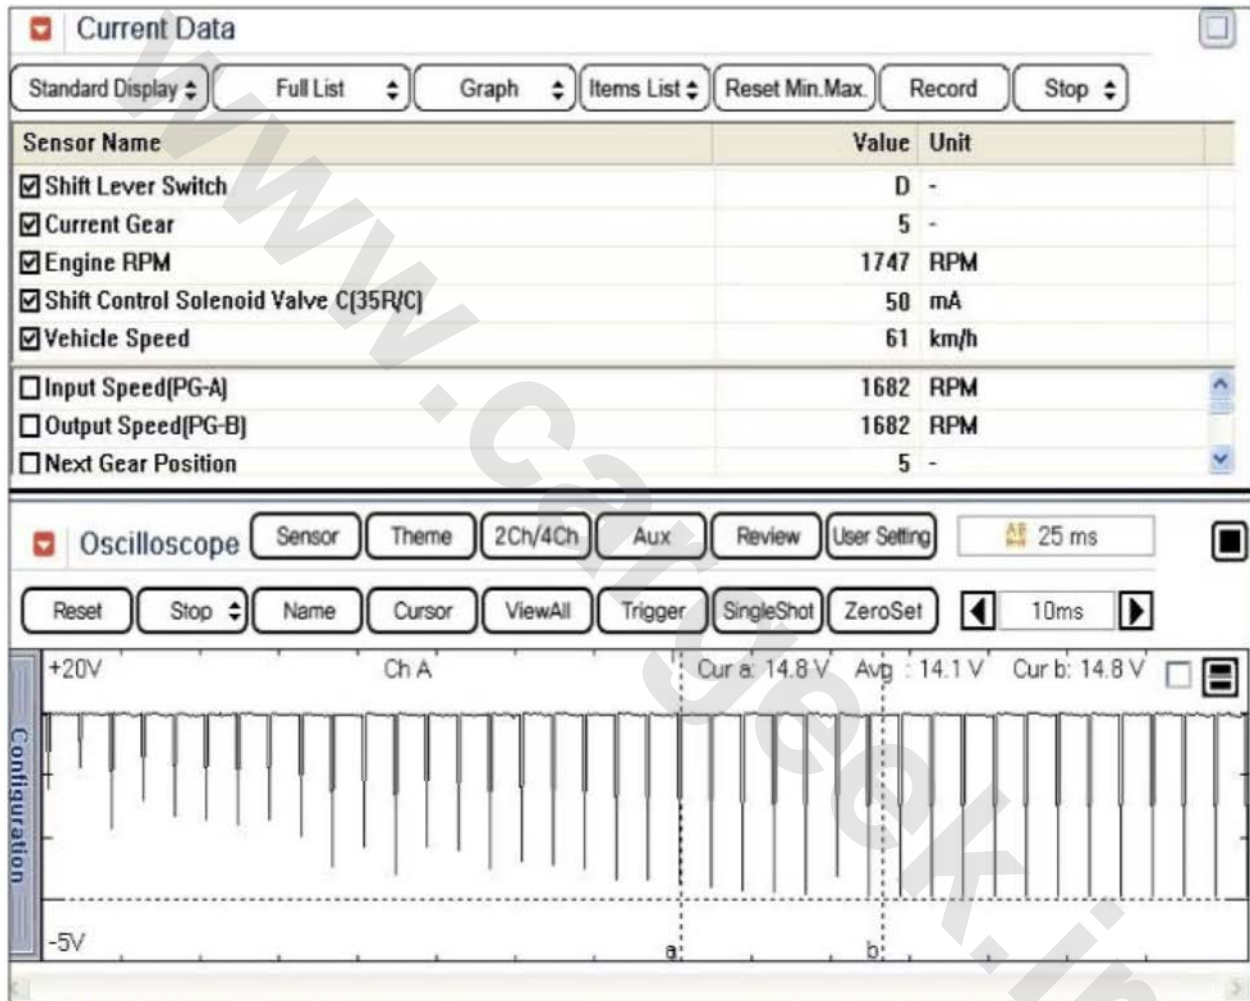 Current Data
Standard Display Full List Graph Items List Reset Min.Max. Record Stop
Sensor Name Value Unit
Shift Lever Switch D -
Current Gear 5 -
Engine RPM 1747 RPM
Shift Control Solenoid Valve C(35R/C) 50 mA
Vehicle Speed 61 km/h
Input Speed(PG-A) 1682 RPM
Output Speed(PG-B) 1682 RPM
Next Gear Position 5 -
Oscilloscope Sensor Theme 2Ch/4Ch Aux Review User Setting AB 25 ms
Reset Stop Name Cursor ViewAll Trigger SingleShot ZeroSet 10ms
+20V Ch A Cur a: 14.8 V Avg : 14.1 V Cur b: 14.8 V
Configuration
-5V a b
www.cargeek.ir